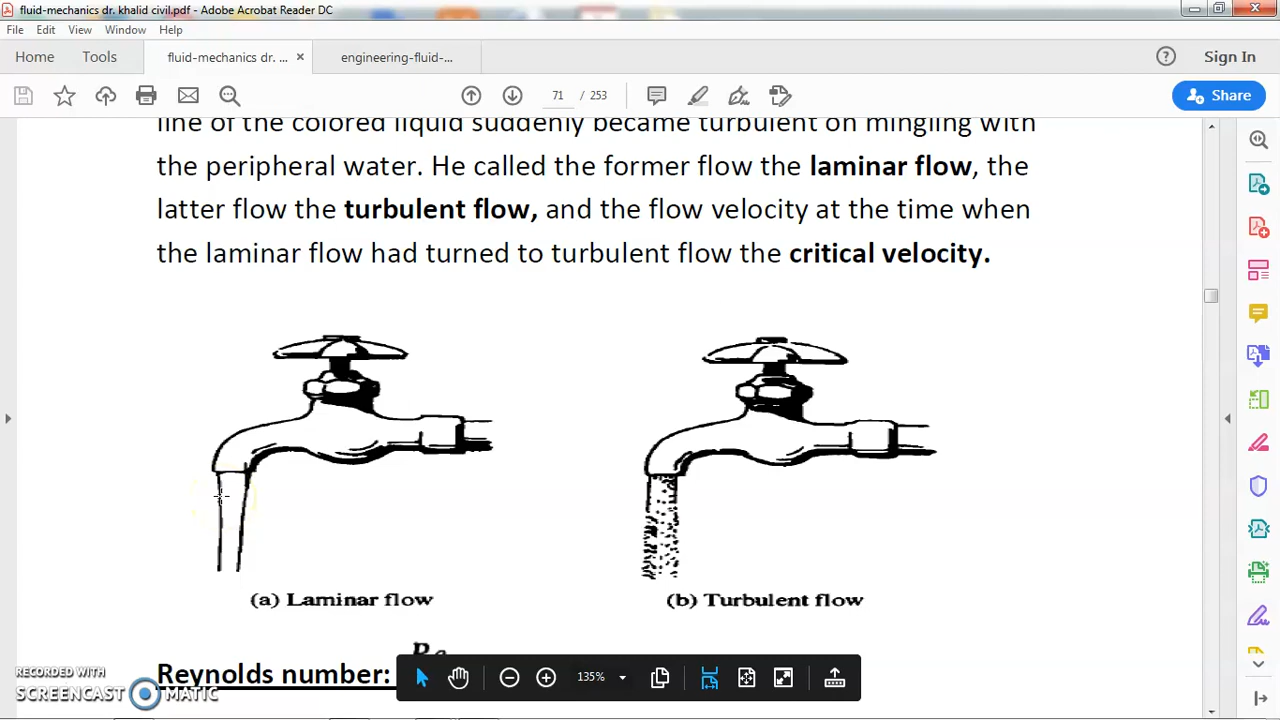 fluid-mechanics dr. khalid civil.pdf - Adobe Acrobat Reader DC
File Edit View Window Help
Home Tools fluid-mechanics dr. ... × engineering-fluid-... Sign In
71 / 253 Share
line of the colored liquid suddenly became turbulent on mingling with
the peripheral water. He called the former flow the laminar flow, the
latter flow the turbulent flow, and the flow velocity at the time when
the laminar flow had turned to turbulent flow the critical velocity.
(a) Laminar flow (b) Turbulent flow
Reynolds number:
135%
RECORDED WITH
SCREENCAST MATIC